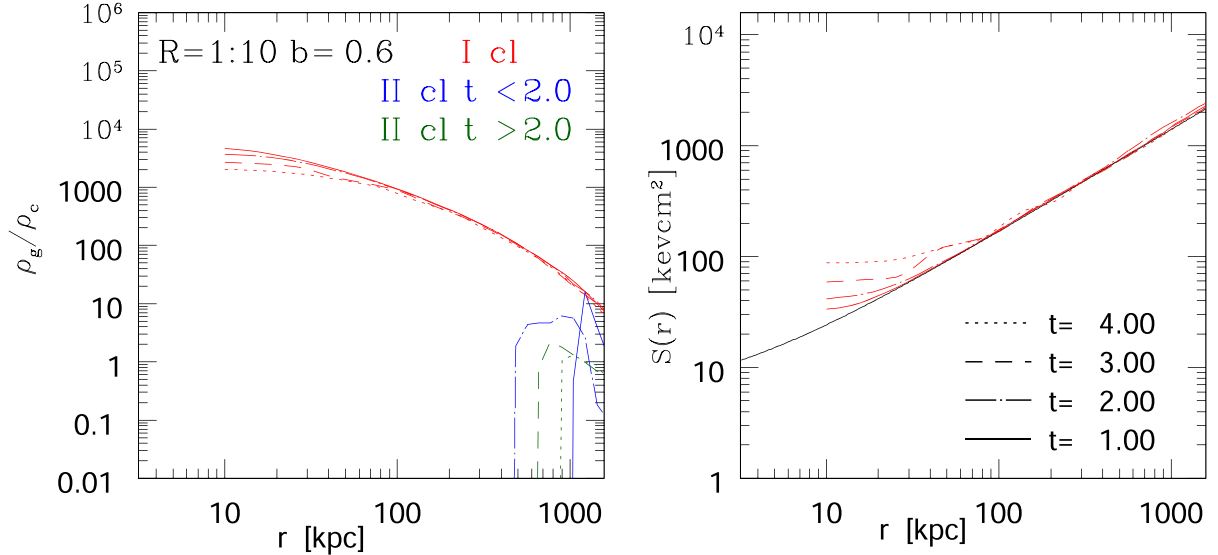 10⁶
10⁵
10⁴
1000
100
10
1
0.1
0.01
ρg/ρc
R=1:10 b= 0.6
I cl
II cl t <2.0
II cl t >2.0
10 100 1000
r [kpc]
10⁴
1000
100
10
1
S(r) [kevcm²]
t= 4.00
t= 3.00
t= 2.00
t= 1.00
10 100 1000
r [kpc]